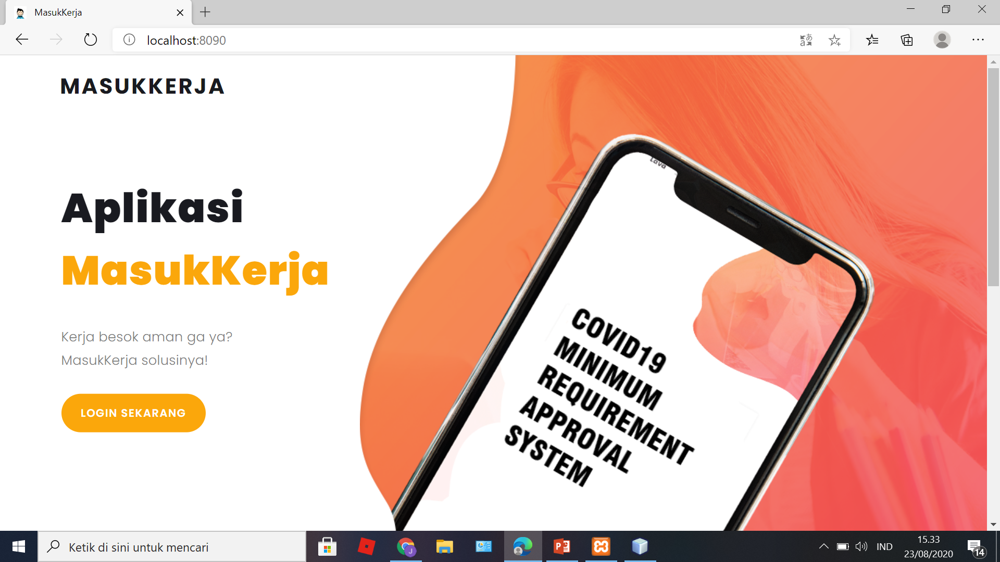 MasukKerja
localhost:8090
MASUKKERJA
Aplikasi
MasukKerja
Kerja besok aman ga ya?
MasukKerja solusinya!
LOGIN SEKARANG
Lava
COVID19
MINIMUM
REQUIREMENT
APPROVAL
SYSTEM
Ketik di sini untuk mencari
J
IND
15.33
23/08/2020
14